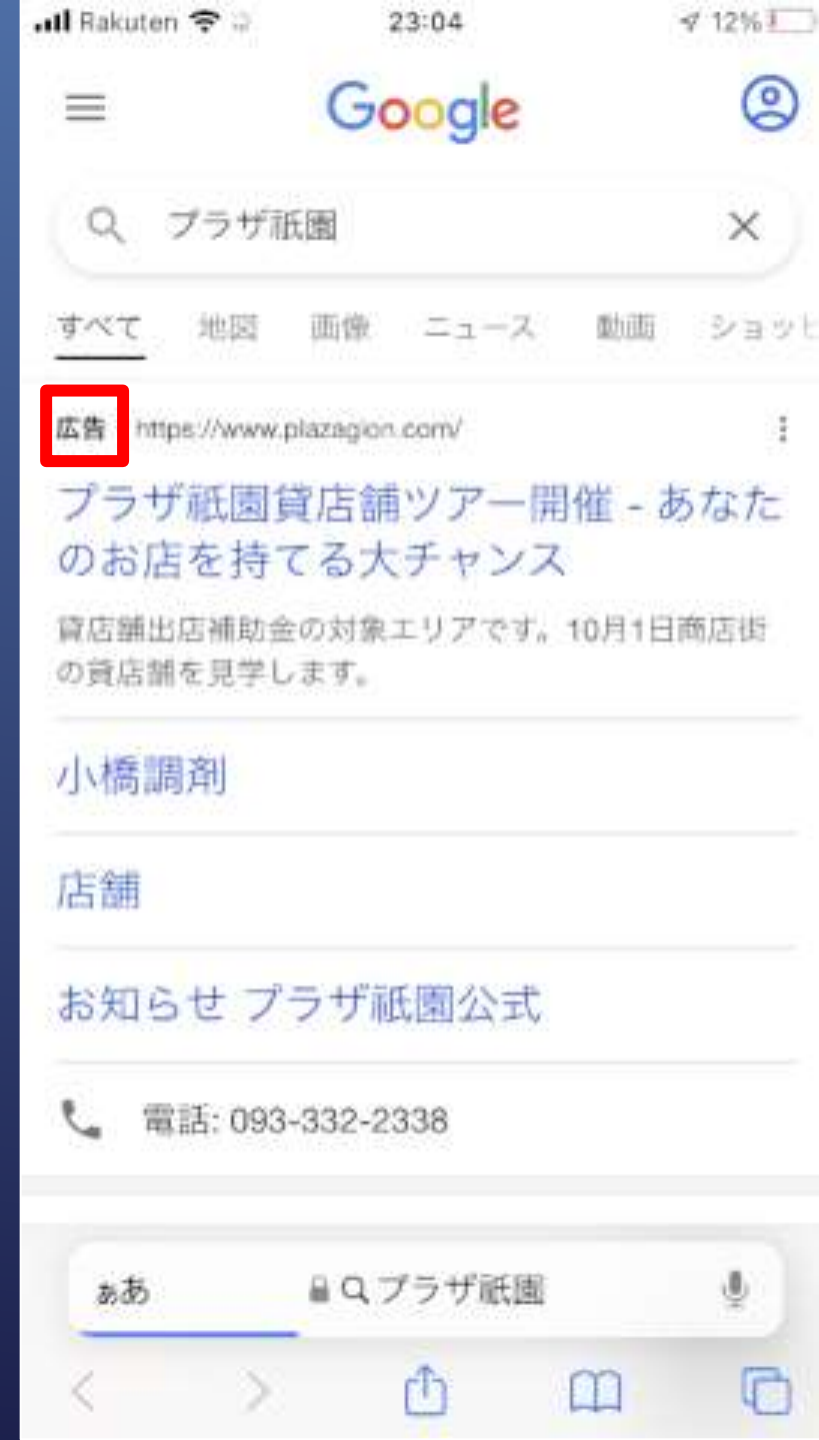 Rakuten 23:04 12%
Google
プラザ祇園
すべて 地図 画像 ニュース 動画 ショッピ
広告 https://www.plazagion.com/
プラザ祇園貸店舗ツアー開催 - あなた
のお店を持てる大チャンス
貸店舗出店補助金の対象エリアです。10月1日商店街
の貸店舗を見学します。
小橋調剤
店舗
お知らせ プラザ祇園公式
電話: 093-332-2338
ぁあ プラザ祇園